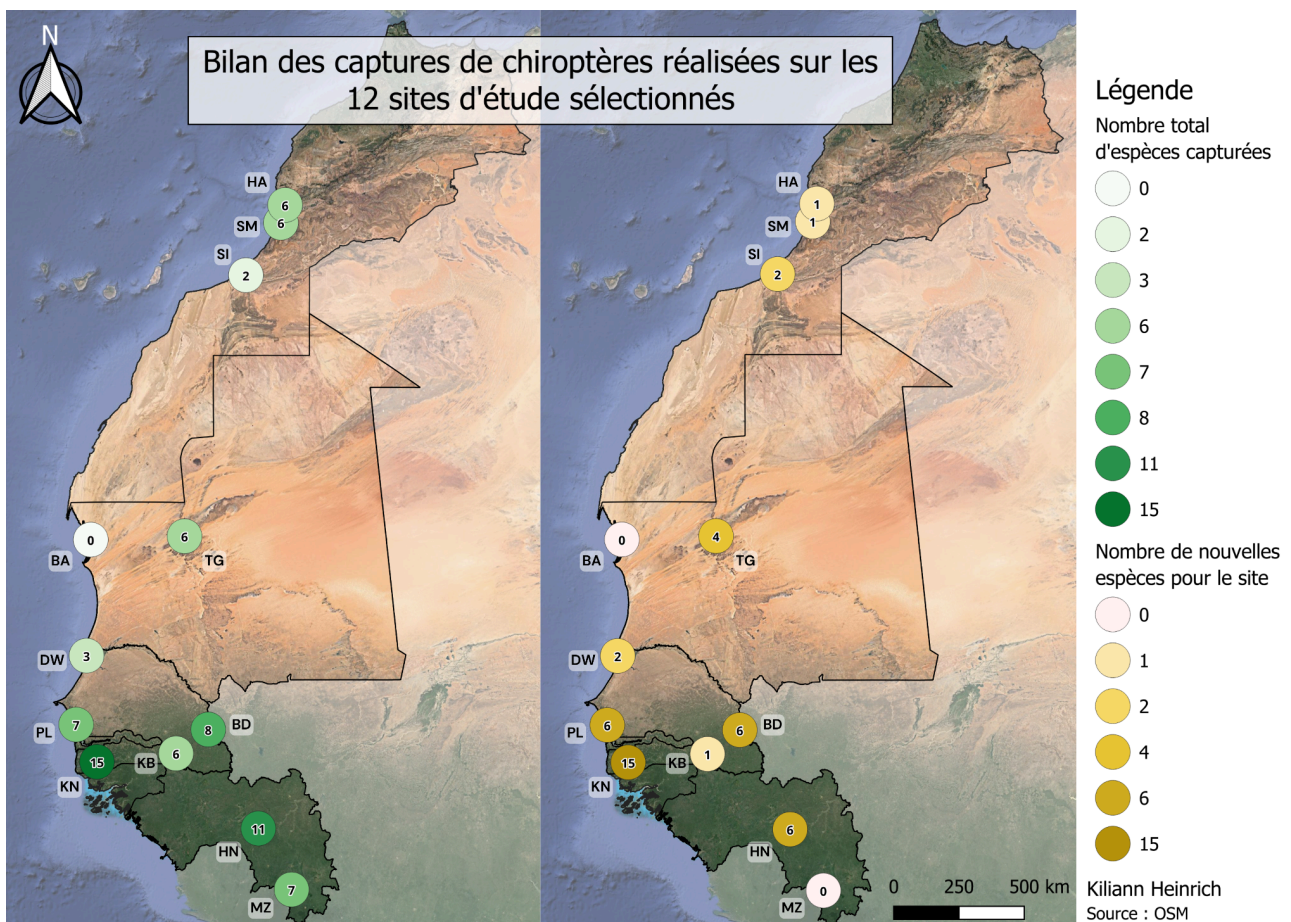 N
Bilan des captures de chiroptères réalisées sur les
12 sites d'étude sélectionnés
HA
6
SM
6
SI
2
BA
0
6
TG
DW
3
PL
7
8
BD
KN
15
KB
6
HN
11
MZ
7
HA
1
SM
1
SI
2
BA
0
4
TG
DW
2
PL
6
6
BD
KN
15
KB
1
HN
6
MZ
0
0 250 500 km
Légende
Nombre total
d'espèces capturées
0
2
3
6
7
8
11
15
Nombre de nouvelles
espèces pour le site
0
1
2
4
6
15
Kiliann Heinrich
Source : OSM